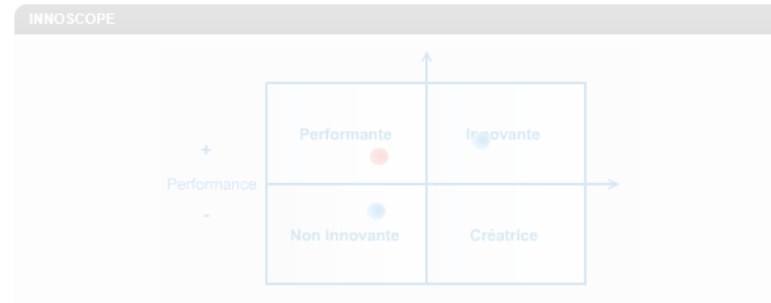 INNOSCOPE
Performante
Innovante
+
Performance
-
Non innovante
Créatrice